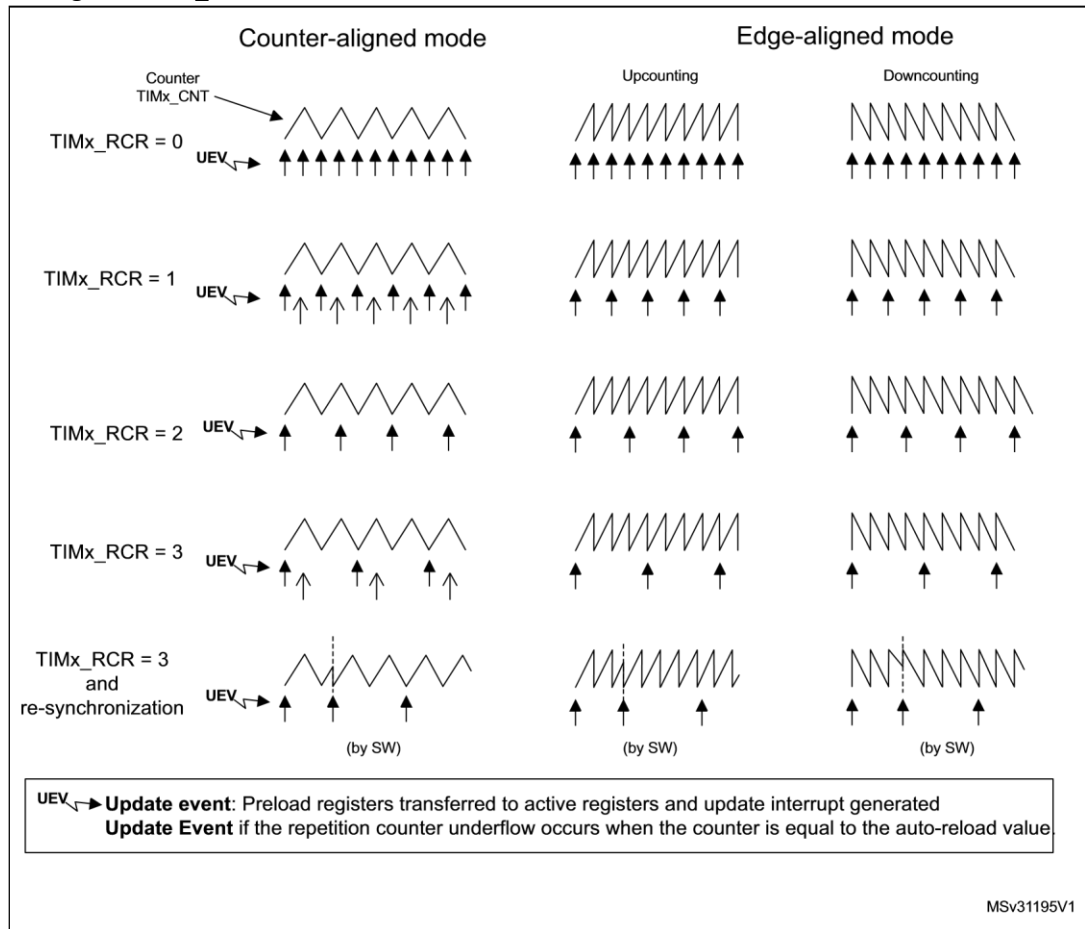 Counter-aligned mode
Edge-aligned mode
Counter
TIMx_CNT
Upcounting
Downcounting
TIMx_RCR = 0
UEV
TIMx_RCR = 1
UEV
TIMx_RCR = 2
UEV
TIMx_RCR = 3
UEV
TIMx_RCR = 3
and
re-synchronization
UEV
(by SW)
(by SW)
(by SW)
UEV Update event: Preload registers transferred to active registers and update interrupt generated
Update Event if the repetition counter underflow occurs when the counter is equal to the auto-reload value.
MSv31195V1